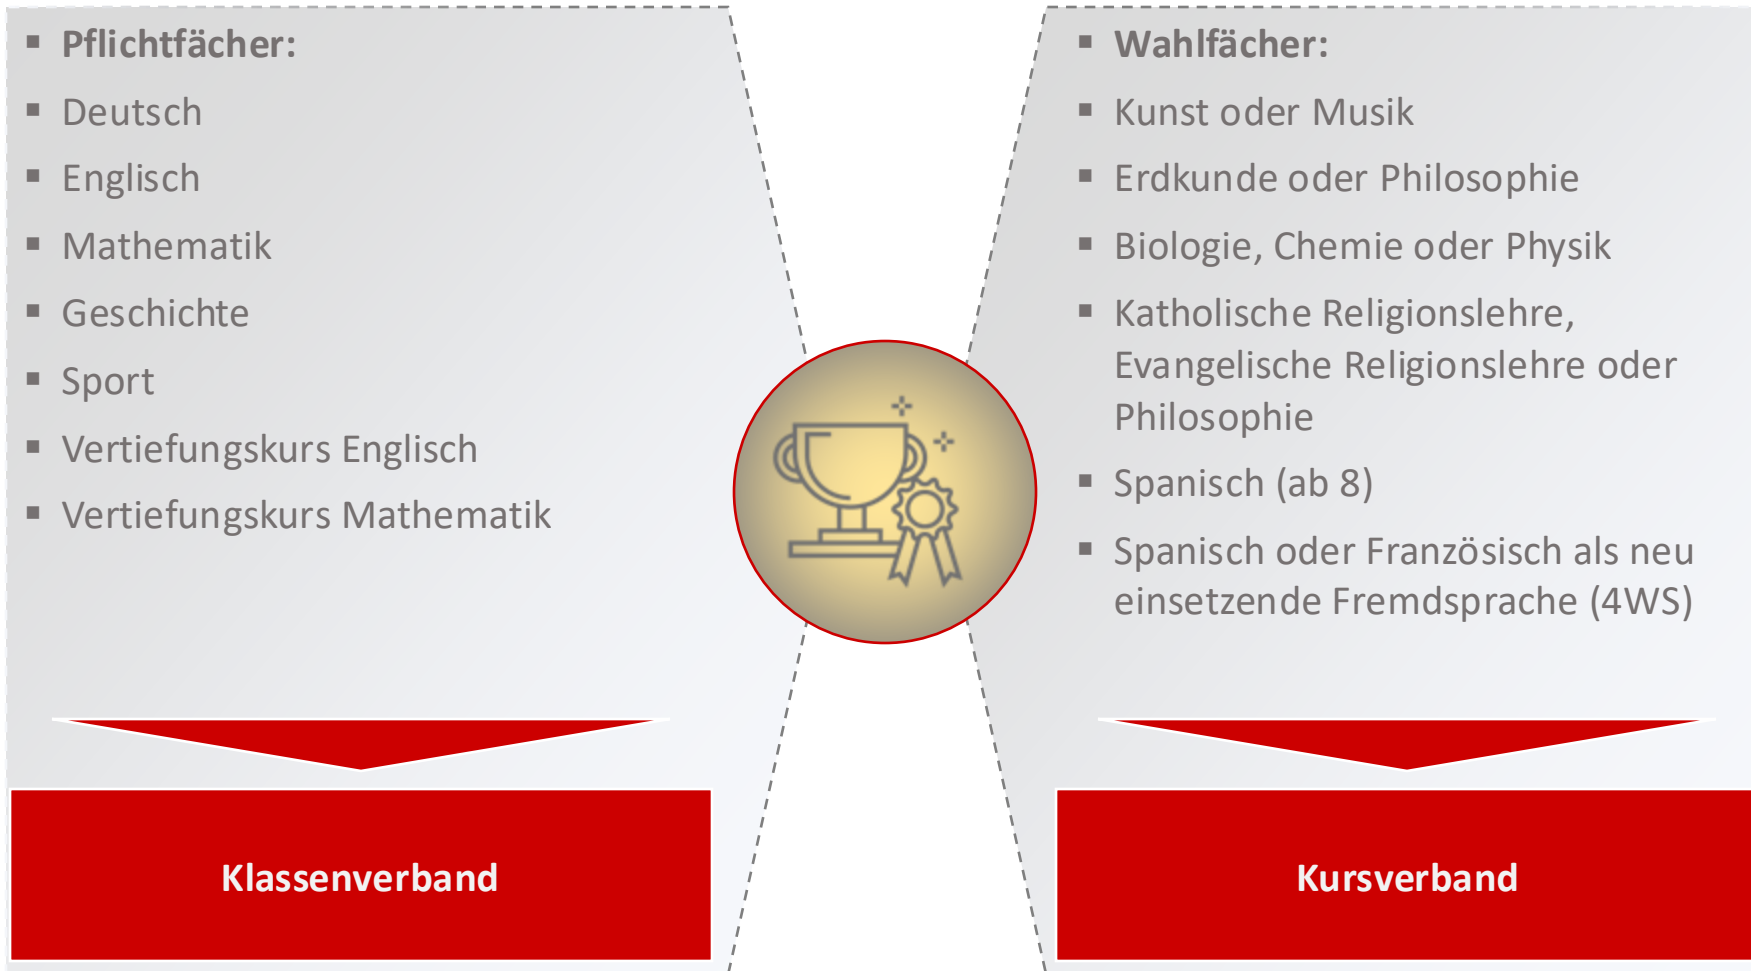 Pflichtfächer:
Deutsch
Englisch
Mathematik
Geschichte
Sport
Vertiefungskurs Englisch
Vertiefungskurs Mathematik
Klassenverband
Wahlfächer:
Kunst oder Musik
Erdkunde oder Philosophie
Biologie, Chemie oder Physik
Katholische Religionslehre,
Evangelische Religionslehre oder
Philosophie
Spanisch (ab 8)
Spanisch oder Französisch als neu
einsetzende Fremdsprache (4WS)
Kursverband